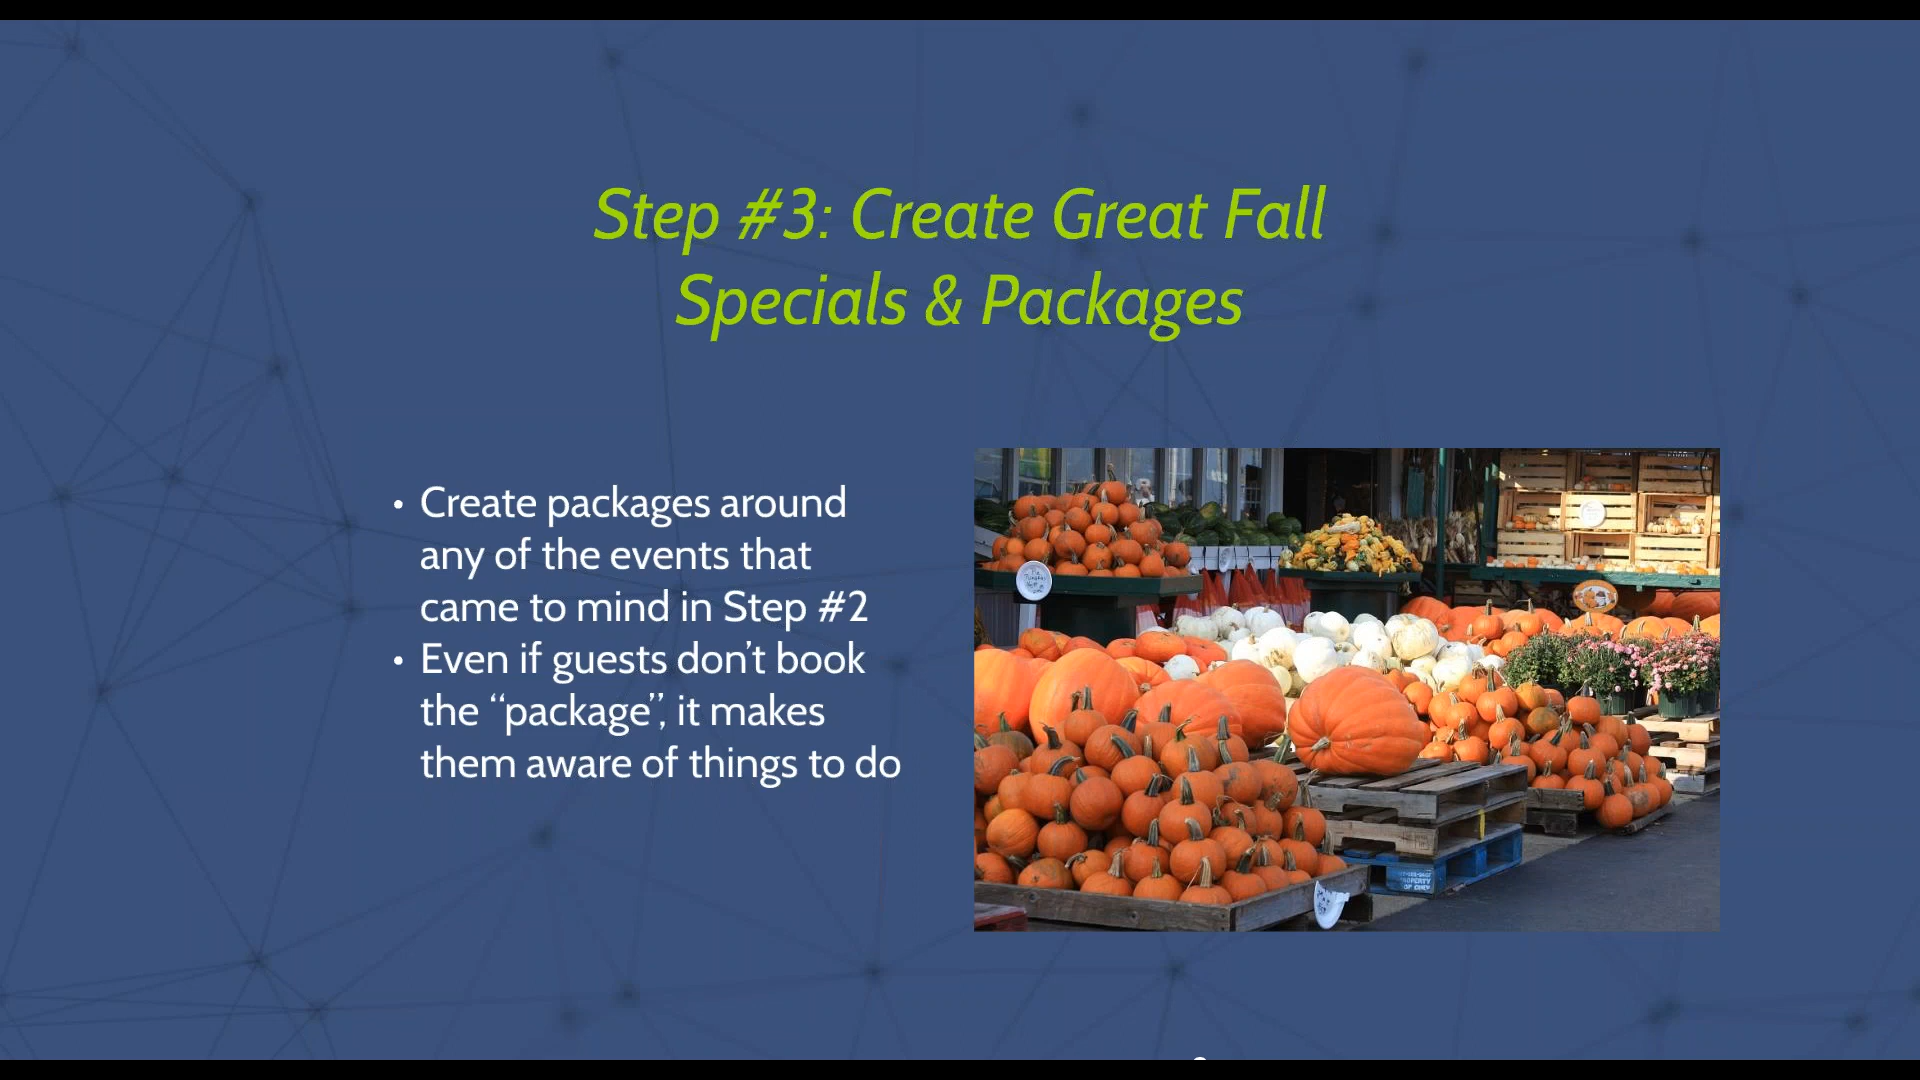 Step #3: Create Great Fall
Specials & Packages
• Create packages around
any of the events that
came to mind in Step #2
• Even if guests don’t book
the “package”, it makes
them aware of things to do
PROPERTY